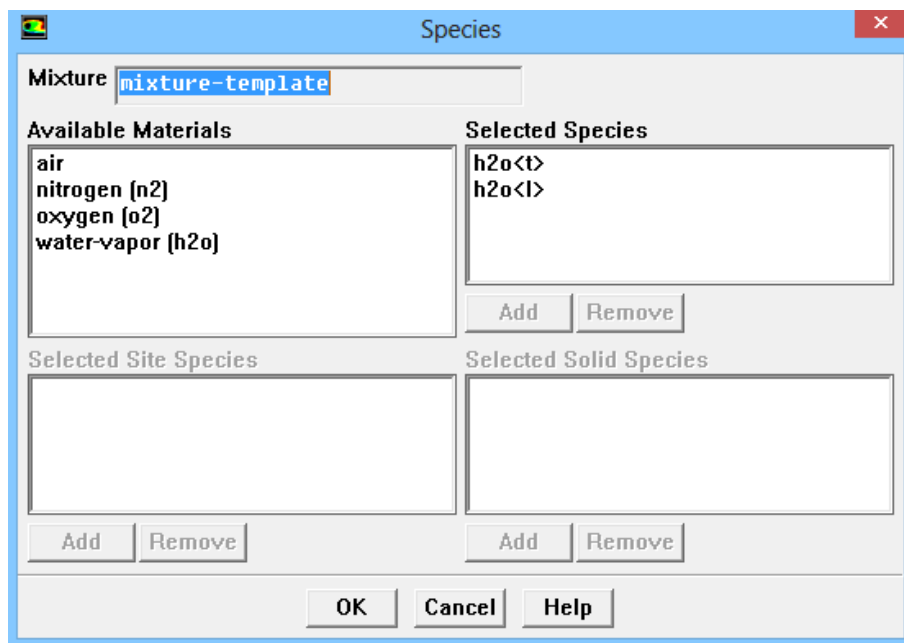 Species
Mixture mixture-template
Available Materials
air
nitrogen (n2)
oxygen (o2)
water-vapor (h2o)
Selected Species
h2o<t>
h2o<l>
Add Remove
Selected Site Species
Add Remove
Selected Solid Species
Add Remove
OK Cancel Help